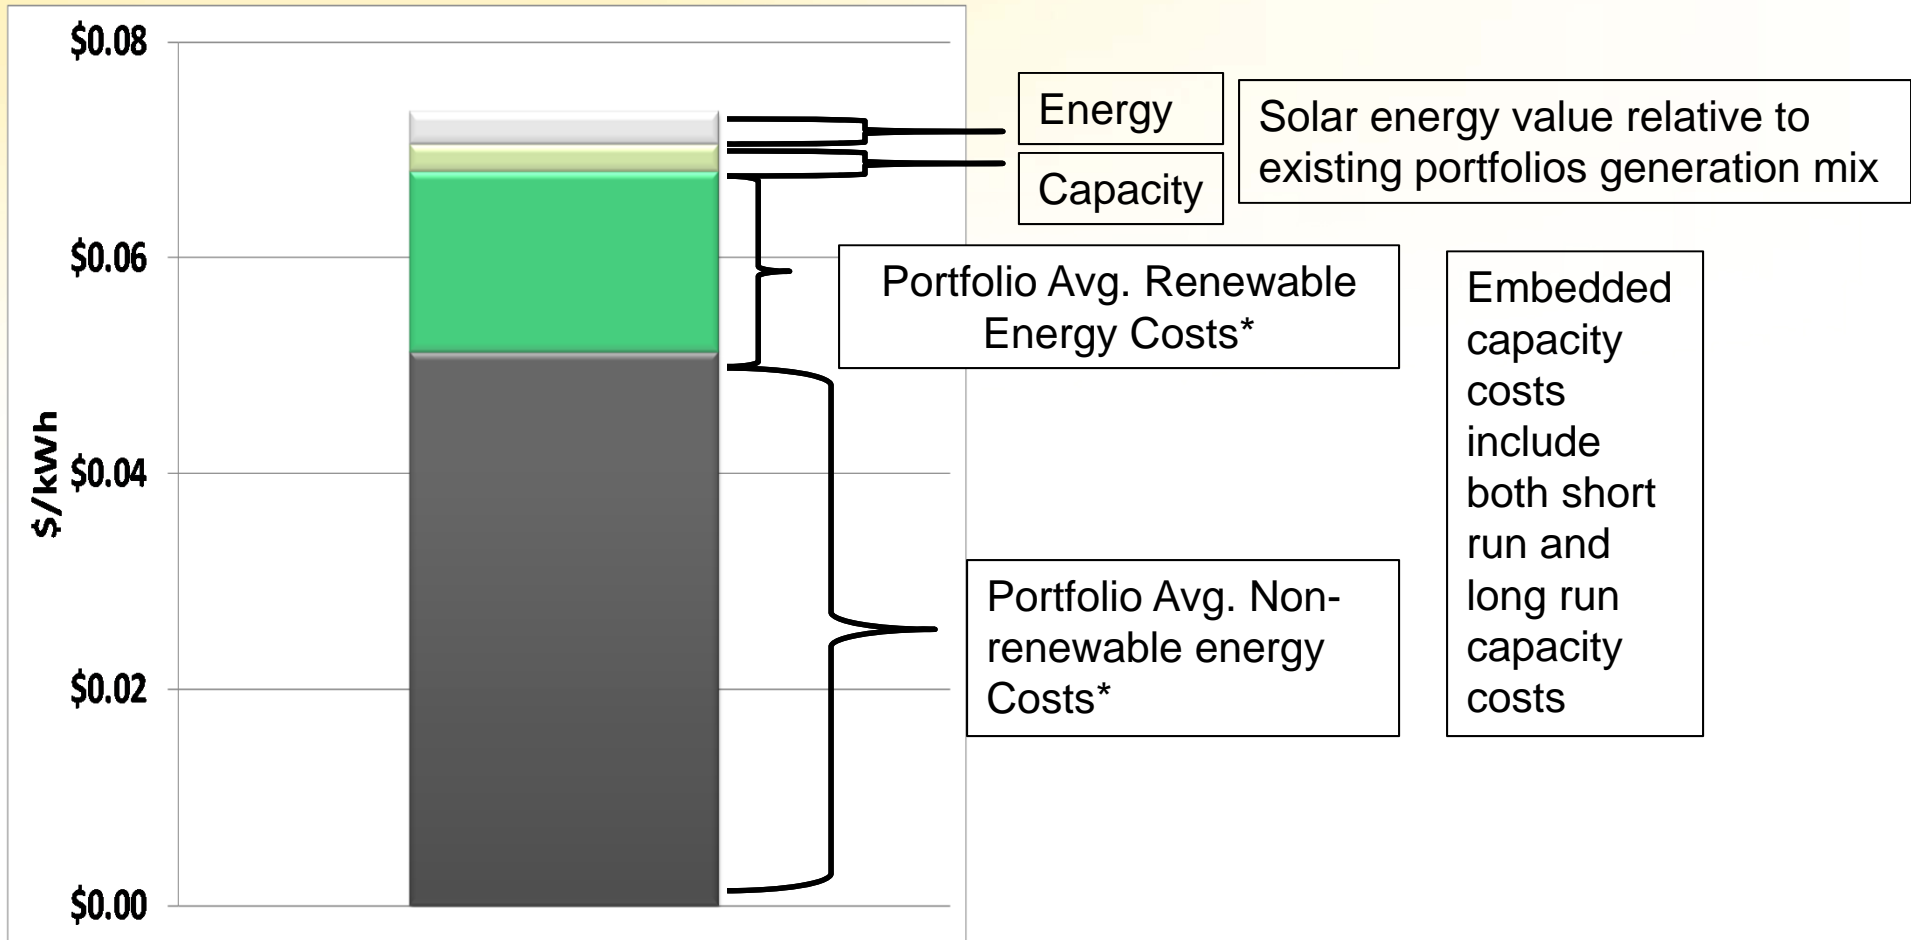 $0.08
$0.06
$0.04
$0.02
$0.00
$/kWh
Energy
Capacity
Solar energy value relative to
existing portfolios generation mix
Portfolio Avg. Renewable
Energy Costs*
Portfolio Avg. Non-
renewable energy
Costs*
Embedded
capacity
costs
include
both short
run and
long run
capacity
costs